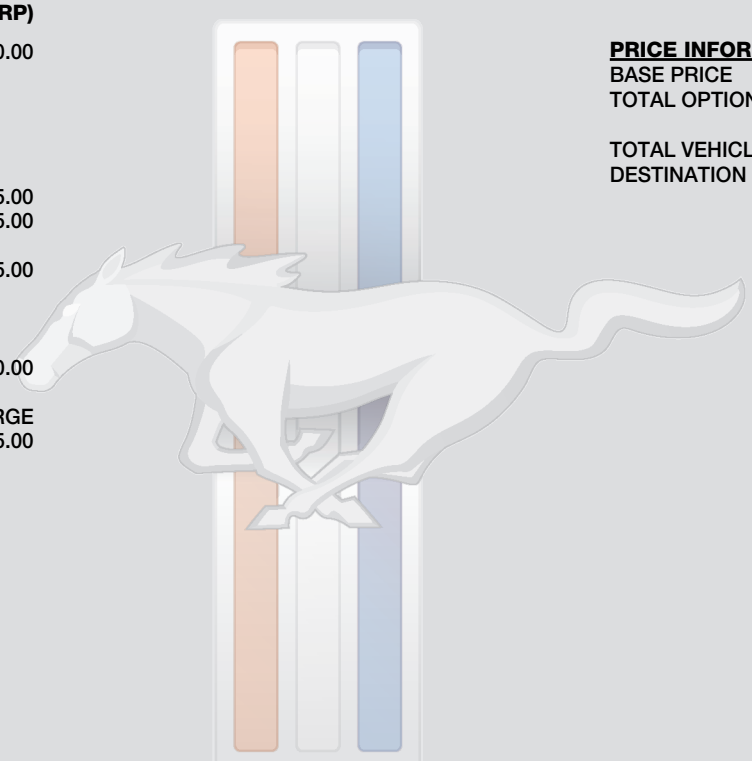 RP)
0.00
5.00
5.00
5.00
0.00
RGE
5.00
PRICE INFOR
BASE PRICE
TOTAL OPTION
TOTAL VEHICL
DESTINATION